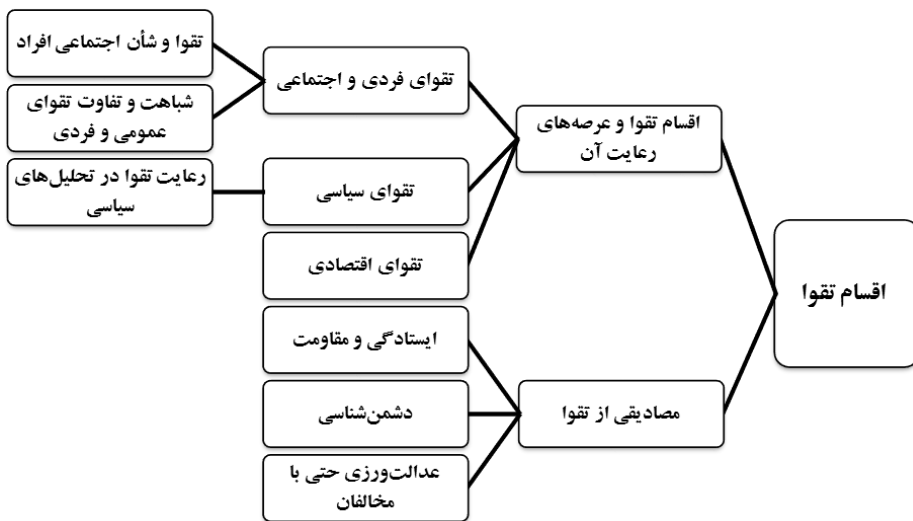 اقسام تقوا
اقسام تقوا و عرصه‌های
رعایت آن
تقوای فردی و اجتماعی
تقوا و شأن اجتماعی افراد
شباهت و تفاوت تقوای
عمومی و فردی
تقوای سیاسی
رعایت تقوا در تحلیل‌های
سیاسی
تقوای اقتصادی
مصادیقی از تقوا
ایستادگی و مقاومت
دشمن‌شناسی
عدالت‌ورزی حتی با
مخالفان